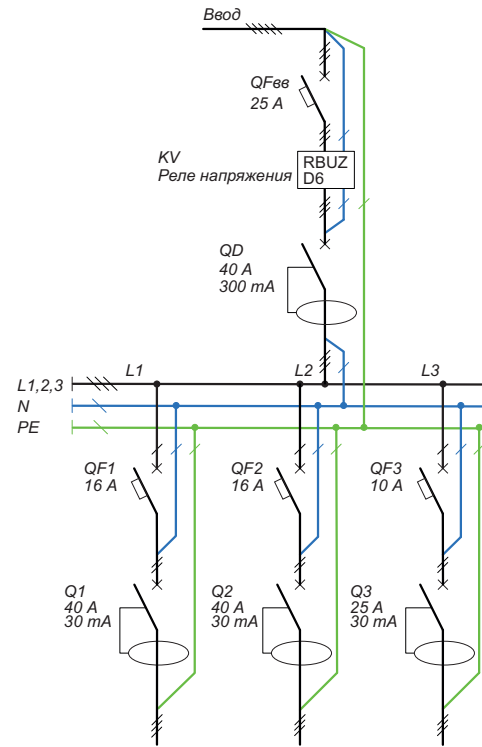 Ввод
QFвв
25 A
KV
Реле напряжения
RBUZ
D6
QD
40 A
300 mA
L1
L2
L3
L1,2,3
N
PE
QF1
16 A
QF2
16 A
QF3
10 A
Q1
40 A
30 mA
Q2
40 A
30 mA
Q3
25 A
30 mA